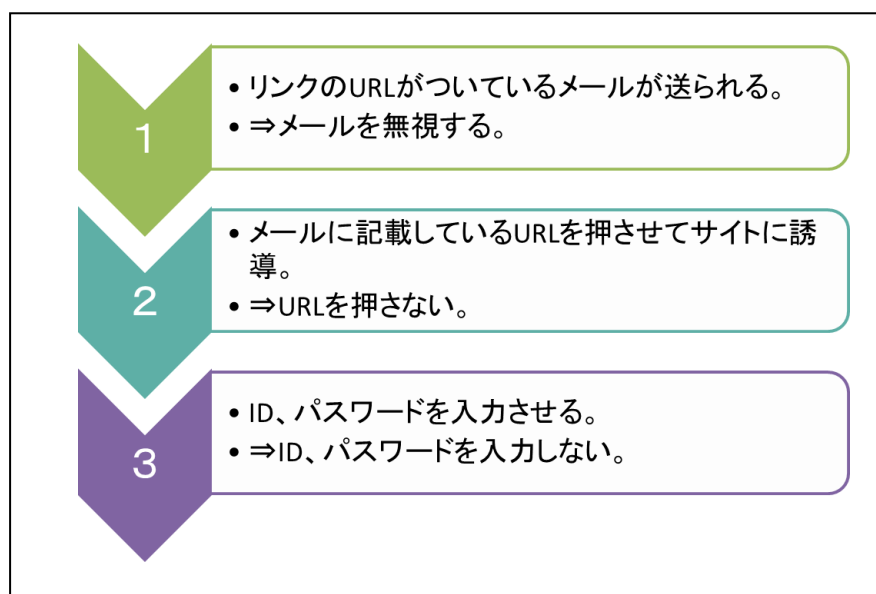 1
• リンクのURLがついているメールが送られる。
• ⇒メールを無視する。
2
• メールに記載しているURLを押させてサイトに誘
導。
• ⇒URLを押さない。
3
• ID、パスワードを入力させる。
• ⇒ID、パスワードを入力しない。